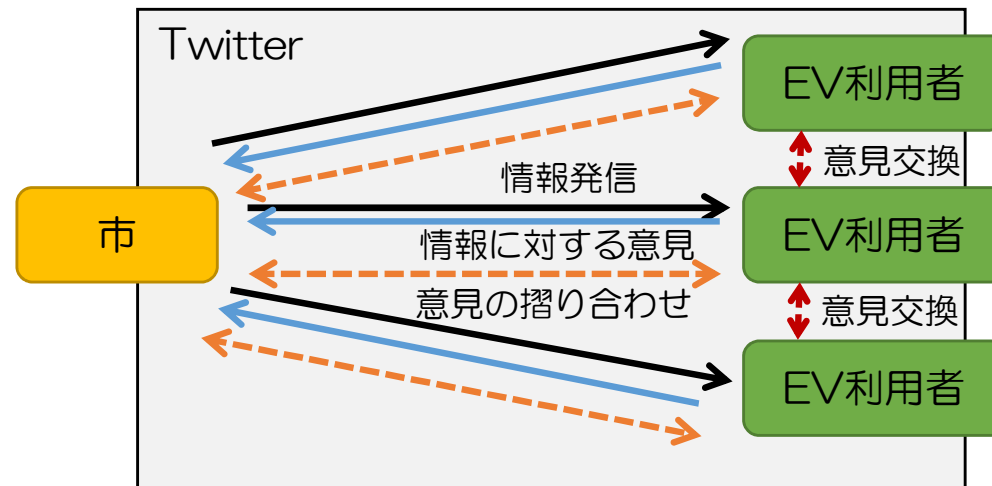 Twitter
EV利用者
意見交換
情報発信
市
EV利用者
情報に対する意見
意見の摺り合わせ
意見交換
EV利用者